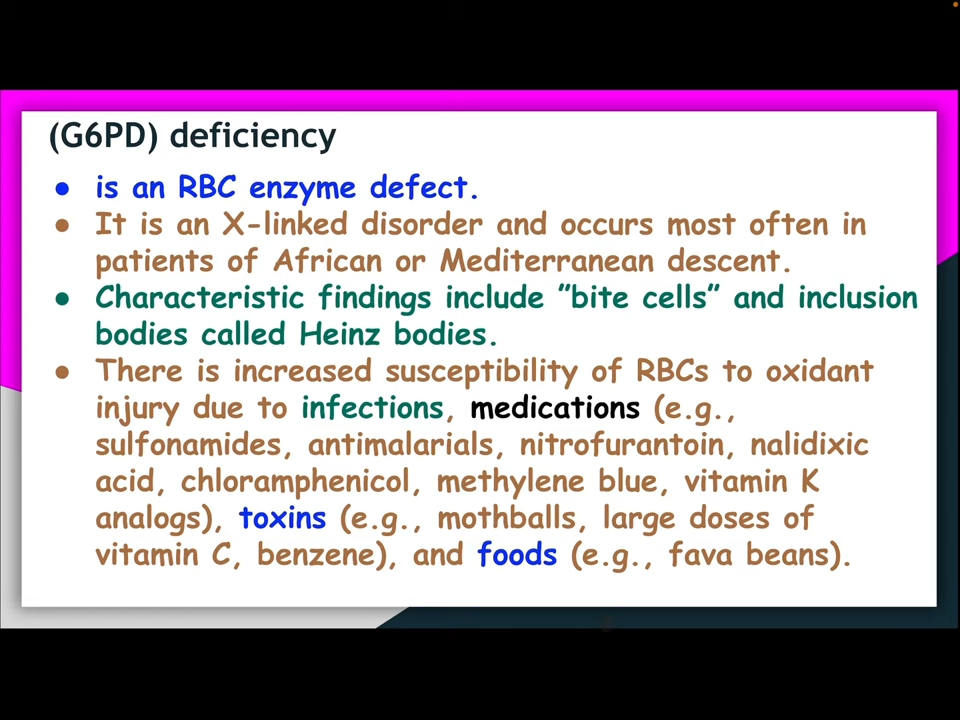 (G6PD) deficiency
● is an RBC enzyme defect.
● It is an X-linked disorder and occurs most often in
patients of African or Mediterranean descent.
● Characteristic findings include ”bite cells” and inclusion
bodies called Heinz bodies.
● There is increased susceptibility of RBCs to oxidant
injury due to infections, medications (e.g.,
sulfonamides, antimalarials, nitrofurantoin, nalidixic
acid, chloramphenicol, methylene blue, vitamin K
analogs), toxins (e.g., mothballs, large doses of
vitamin C, benzene), and foods (e.g., fava beans).